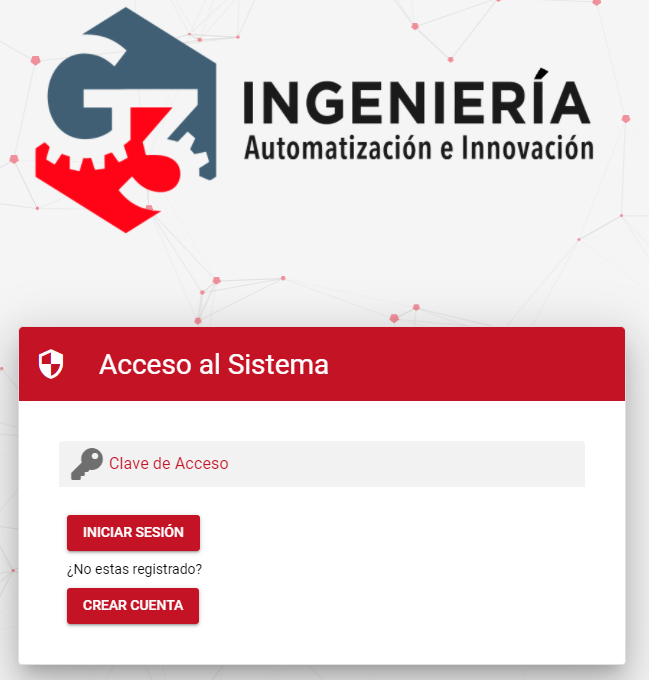 G3
INGENIERÍA
Automatización e Innovación
Acceso al Sistema
Clave de Acceso
INICIAR SESIÓN
¿No estas registrado?
CREAR CUENTA